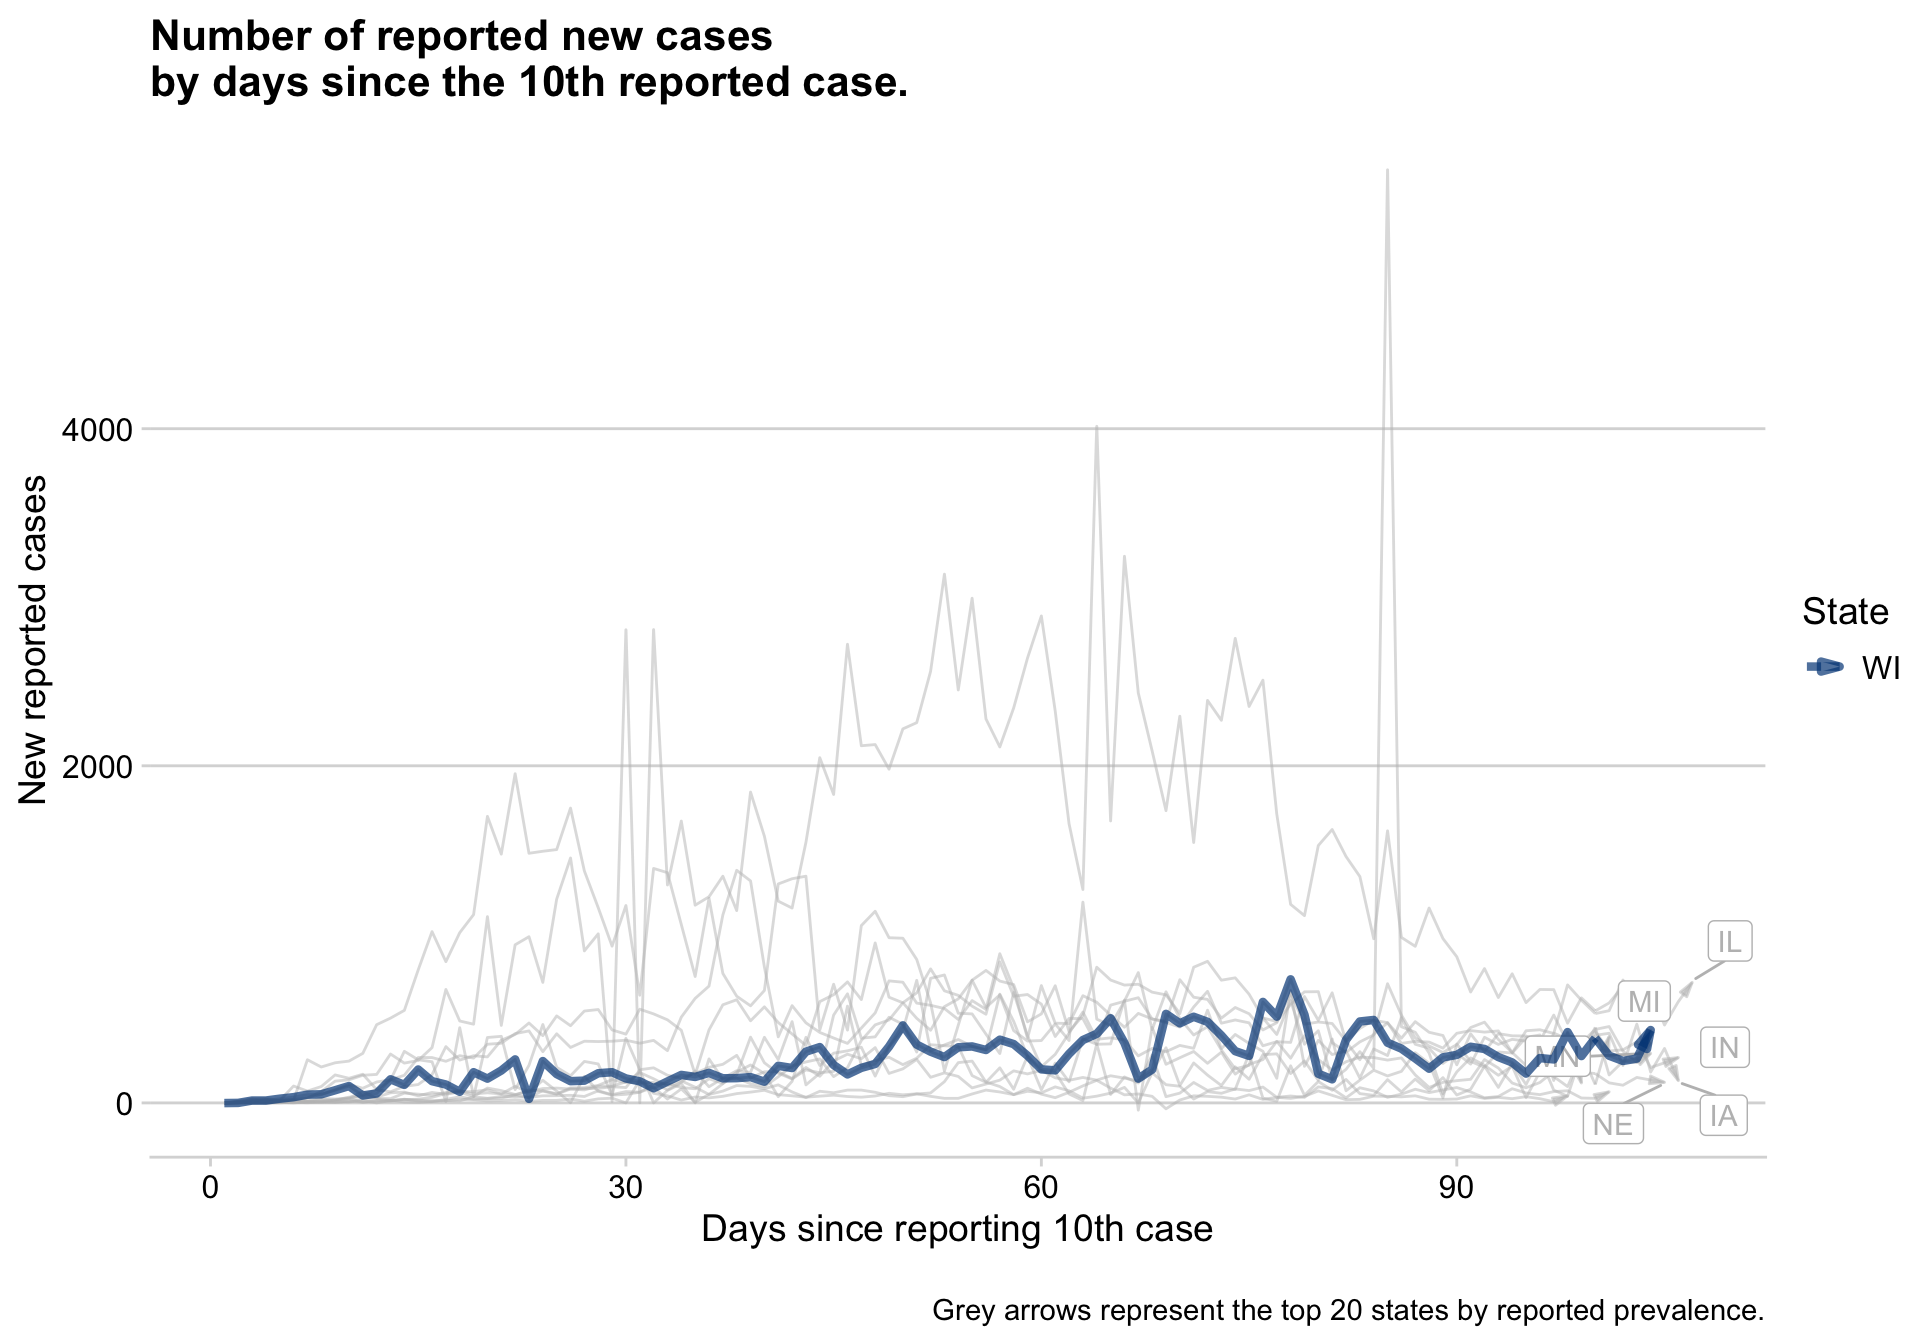 Number of reported new cases
by days since the 10th reported case.
New reported cases
4000
2000
0
0
30
60
90
Days since reporting 10th case
IL
MI
IN
MN
NE
IA
State
WI
Grey arrows represent the top 20 states by reported prevalence.